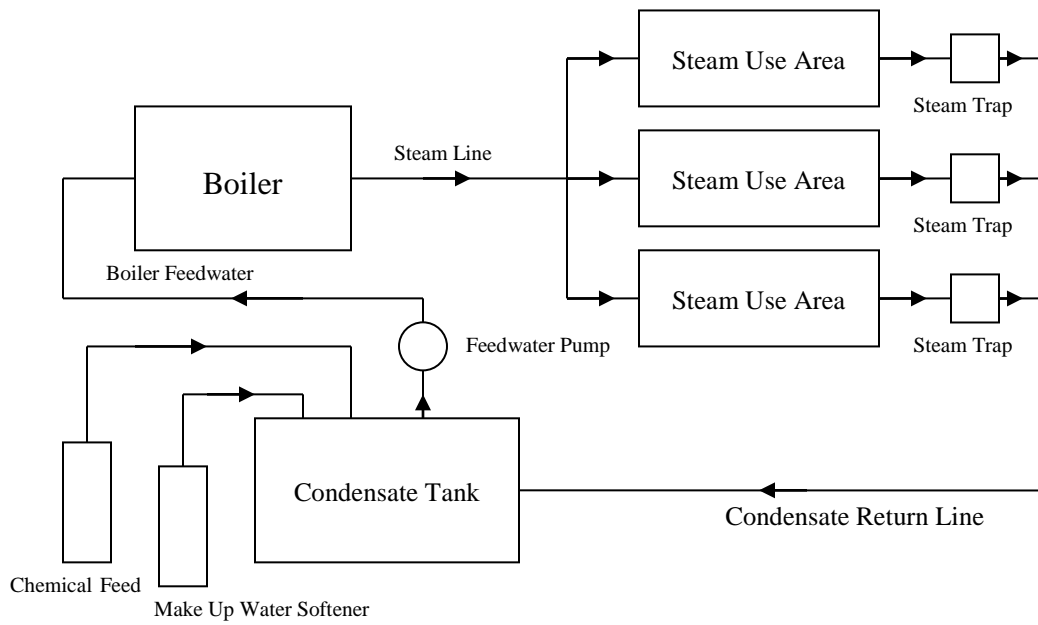 Steam Use Area
Steam Trap
Steam Line
Boiler
Steam Use Area
Steam Trap
Boiler Feedwater
Steam Use Area
Steam Trap
Feedwater Pump
Condensate Tank
Condensate Return Line
Chemical Feed
Make Up Water Softener